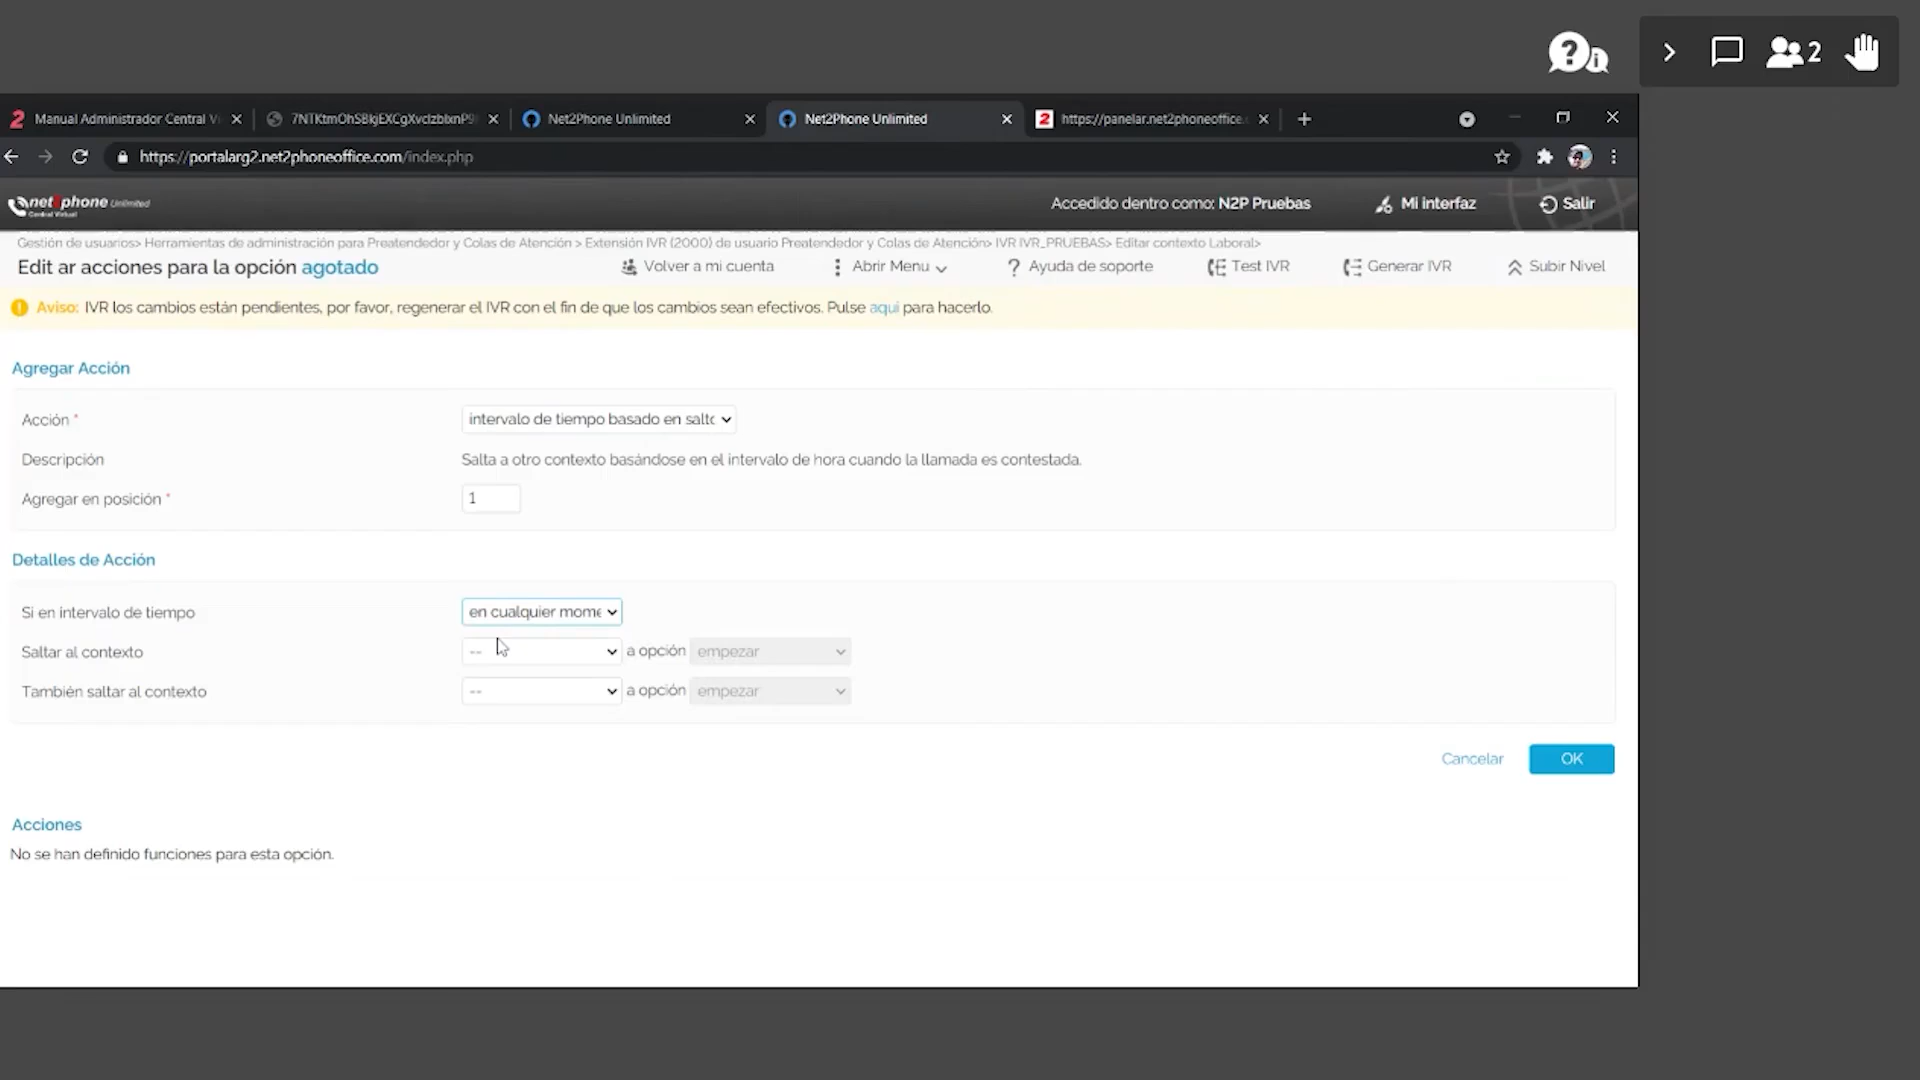 2
Manual Administrador Central Vi
Net2Phone Unlimited
Net2Phone Unlimited
https://panelar.net2phoneoffice.
https://portalarg2.net2phoneoffice.com/index.php
net2phone Unlimited
Central Virtual
Accedido dentro como: N2P Pruebas
Mi interfaz
Salir
Gestión de usuarios> Herramientas de administración para Preatendedor y Colas de Atención > Extensión IVR (2000) de usuario Preatendedor y Colas de Atención> IVR IVR_PRUEBAS> Editar contexto Laboral>
Edit ar acciones para la opción agotado
Volver a mi cuenta
Abrir Menu
Ayuda de soporte
Test IVR
Generar IVR
Subir Nivel
Aviso: IVR los cambios están pendientes, por favor, regenerar el IVR con el fin de que los cambios sean efectivos. Pulse aqui para hacerlo.
Agregar Acción
Acción * intervalo de tiempo basado en salto
Descripción Salta a otro contexto basándose en el intervalo de hora cuando la llamada es contestada.
Agregar en posición * 1
Detalles de Acción
Si en intervalo de tiempo en cualquier mome
Saltar al contexto -- a opción empezar
También saltar al contexto -- a opción empezar
Cancelar OK
Acciones
No se han definido funciones para esta opción.